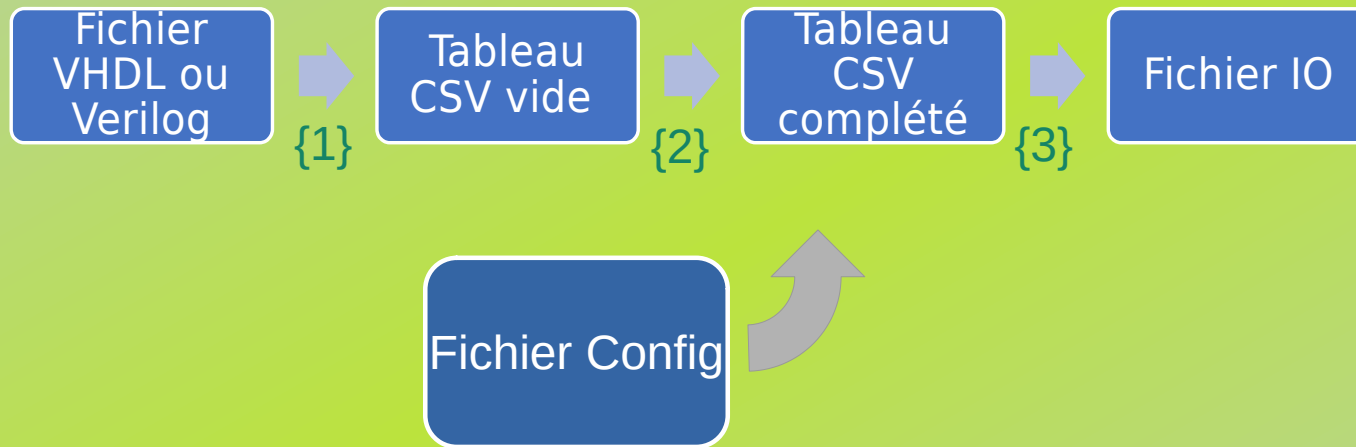 Fichier
VHDL ou
Verilog
{1}
Tableau
CSV vide
{2}
Tableau
CSV
complété
{3}
Fichier IO
Fichier Config